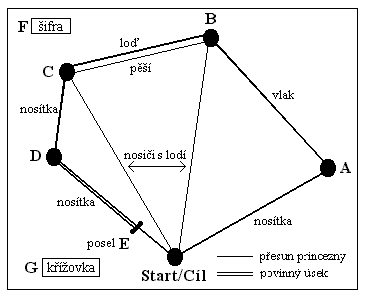 F šifra
B
loď
pěší
C
vlak
nosítka
nosiči s lodí
D
A
nosítka
nosítka
posel E
G křížovka
Start/Cíl
přesun princezny
povinný úsek